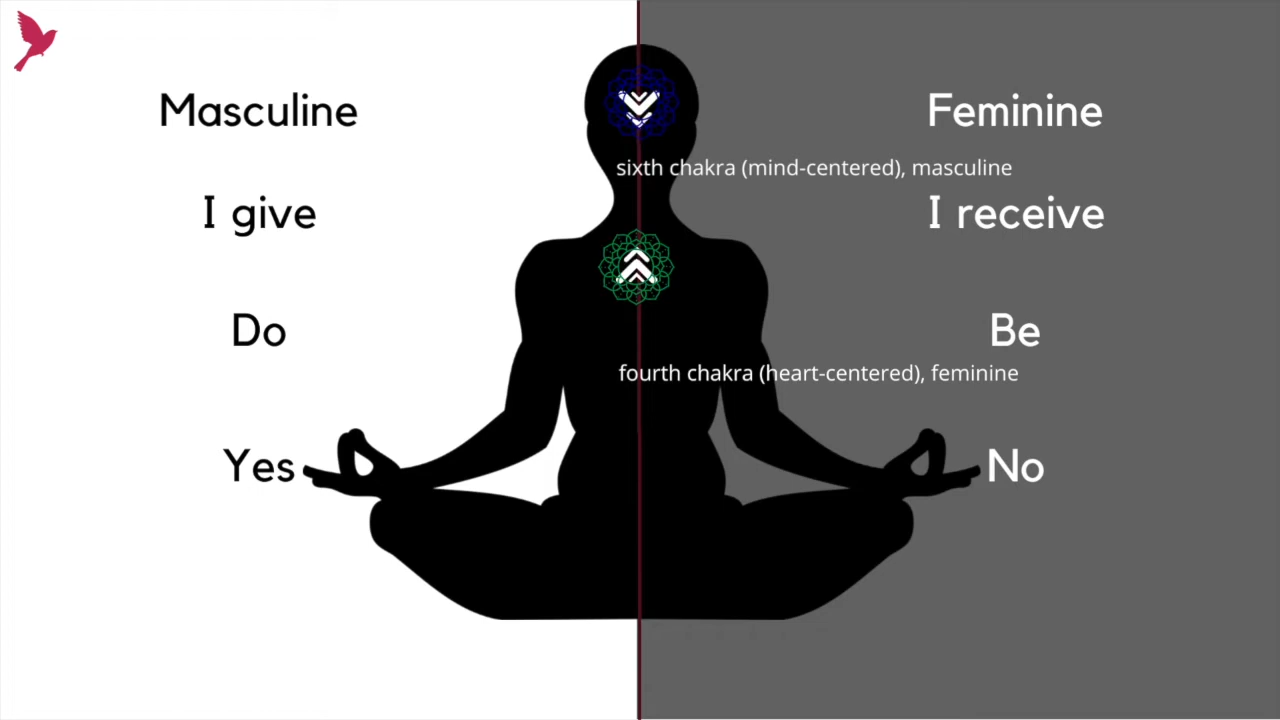 Masculine
Feminine
sixth chakra (mind-centered), masculine
I give
I receive
Do
Be
fourth chakra (heart-centered), feminine
Yes
No